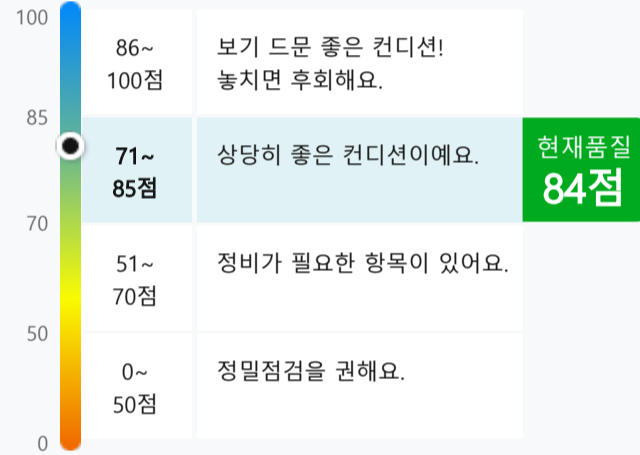 100
86~
100점
보기 드문 좋은 컨디션!
놓치면 후회해요.
85
71~
85점
상당히 좋은 컨디션이예요.
현재품질
84점
70
51~
70점
정비가 필요한 항목이 있어요.
50
0~
50점
정밀점검을 권해요.
0